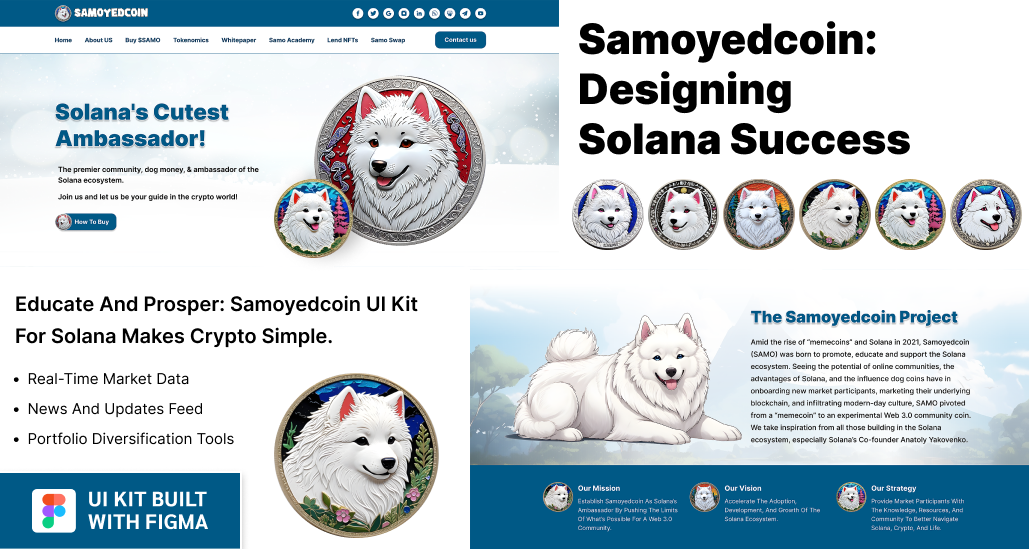 SAMOYEDCOIN
Home About US Buy $SAMO Tokenomics Whitepaper Samo Academy Lend NFTs Samo Swap Contact us
Solana's Cutest
Ambassador!
The premier community, dog money, & ambassador of the
Solana ecosystem.
Join us and let us be your guide in the crypto world!
How To Buy
Samoyedcoin:
Designing
Solana Success
Educate And Prosper: Samoyedcoin UI Kit
For Solana Makes Crypto Simple.
• Real-Time Market Data
• News And Updates Feed
• Portfolio Diversification Tools
UI KIT BUILT
WITH FIGMA
The Samoyedcoin Project
Amid the rise of "memecoins" and Solana in 2021, Samoyedcoin
(SAMO) was born to promote, educate and support the Solana
ecosystem. Seeing the potential of online communities, the
advantages of Solana, and the influence dog coins have in
onboarding new market participants, marketing their underlying
blockchain, and infiltrating modern-day culture, SAMO pivoted
from a "memecoin" to an experimental Web 3.0 community coin.
We take inspiration from all those building in the Solana
ecosystem, especially Solana's Co-founder Anatoly Yakovenko.
Our Mission
Establish Samoyedcoin As Solana's
Ambassador By Pushing The Limits
Of What's Possible For A Web 3.0
Community.
Our Vision
Accelerate The Adoption,
Development, And Growth Of The
Solana Ecosystem.
Our Strategy
Provide Market Participants With
The Knowledge, Resources, And
Community To Better Navigate
Solana, Crypto, And Life.